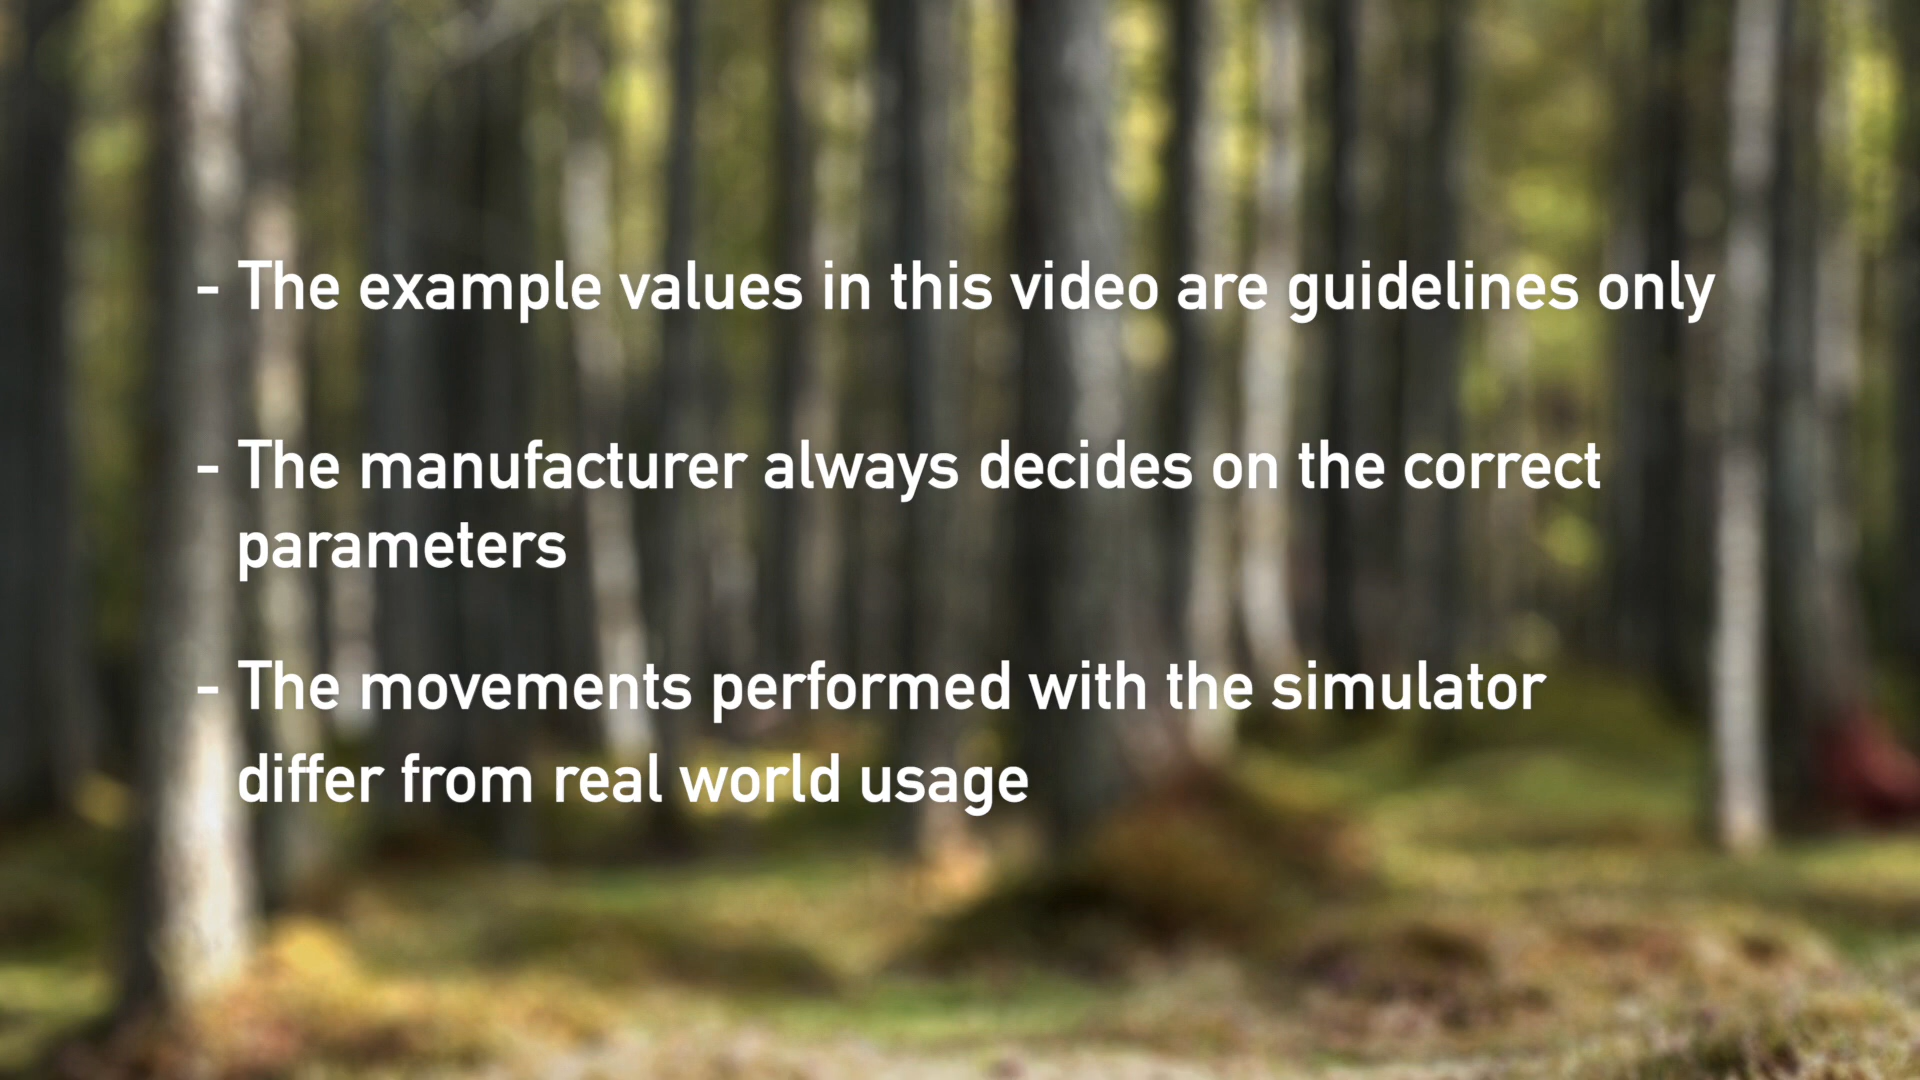 - The example values in this video are guidelines only
- The manufacturer always decides on the correct
parameters
- The movements performed with the simulator
differ from real world usage